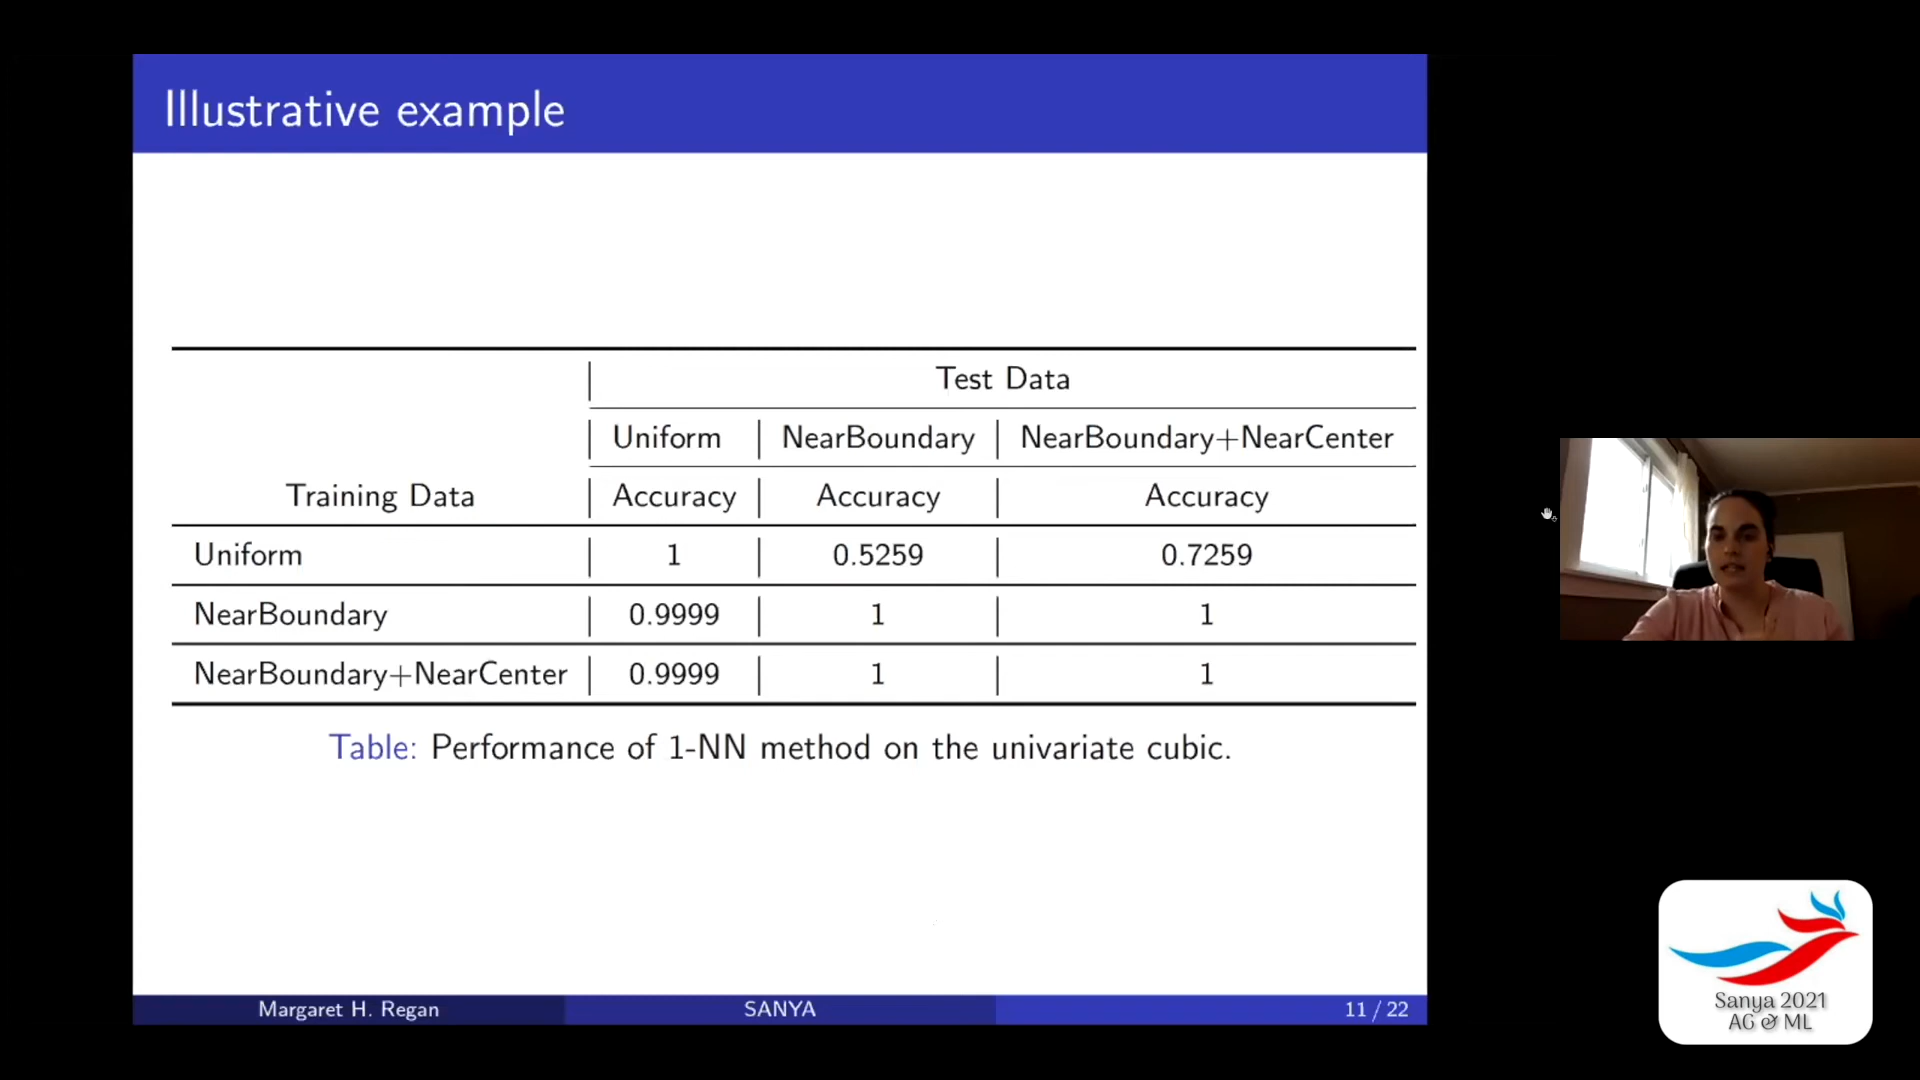 Illustrative example
Test Data
Uniform NearBoundary NearBoundary+NearCenter
Training Data Accuracy Accuracy Accuracy
Uniform 1 0.5259 0.7259
NearBoundary 0.9999 1 1
NearBoundary+NearCenter 0.9999 1 1
Table: Performance of 1-NN method on the univariate cubic.
Margaret H. Regan SANYA 11 / 22
Sanya 2021
AG & ML